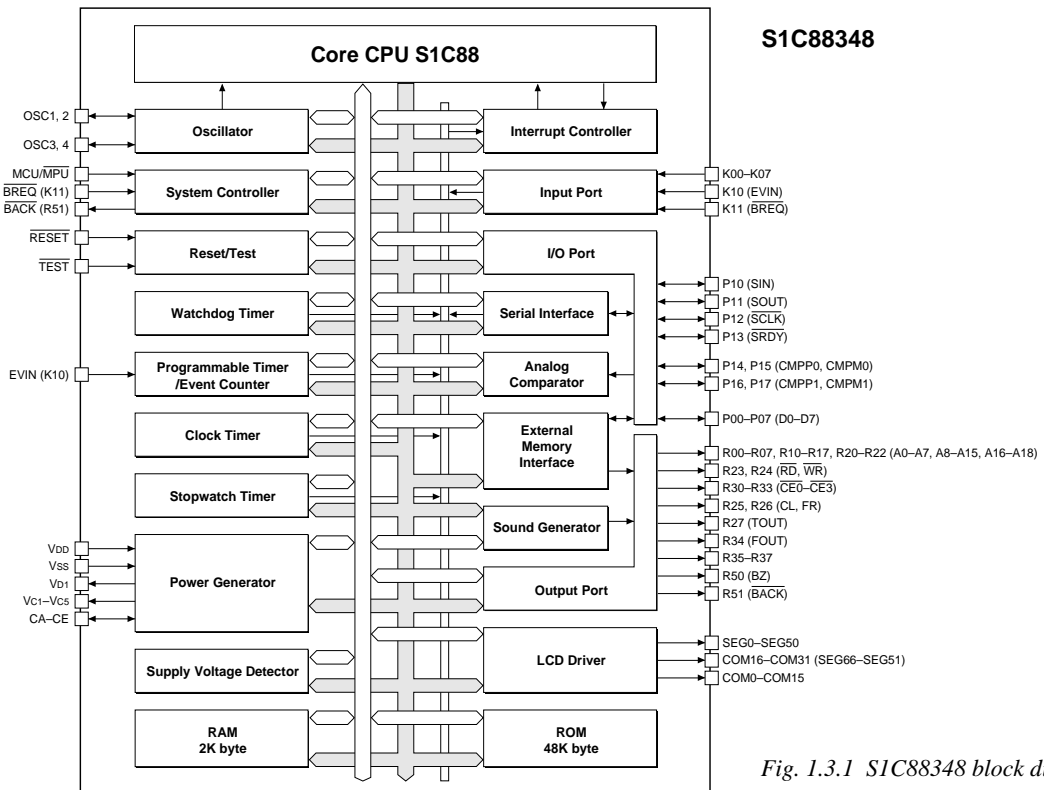 S1C88348
Core CPU S1C88
OSC1, 2
OSC3, 4
Oscillator
Interrupt Controller
MCU/MPU
BREQ (K11)
BACK (R51)
System Controller
Input Port
K00–K07
K10 (EVIN)
K11 (BREQ)
RESET
TEST
Reset/Test
I/O Port
Watchdog Timer
Serial Interface
P10 (SIN)
P11 (SOUT)
P12 (SCLK)
P13 (SRDY)
EVIN (K10)
Programmable Timer
/Event Counter
Analog
Comparator
P14, P15 (CMPP0, CMPM0)
P16, P17 (CMPP1, CMPM1)
Clock Timer
External
Memory
Interface
P00–P07 (D0–D7)
R00–R07, R10–R17, R20–R22 (A0–A7, A8–A15, A16–A18)
R23, R24 (RD, WR)
R30–R33 (CE0–CE3)
R25, R26 (CL, FR)
R27 (TOUT)
R34 (FOUT)
R35–R37
R50 (BZ)
R51 (BACK)
Stopwatch Timer
Sound Generator
VDD
VSS
VD1
VC1–VC5
CA–CE
Power Generator
Output Port
Supply Voltage Detector
LCD Driver
SEG0–SEG50
COM16–COM31 (SEG66–SEG51)
COM0–COM15
RAM
2K byte
ROM
48K byte
Fig. 1.3.1 S1C88348 block d